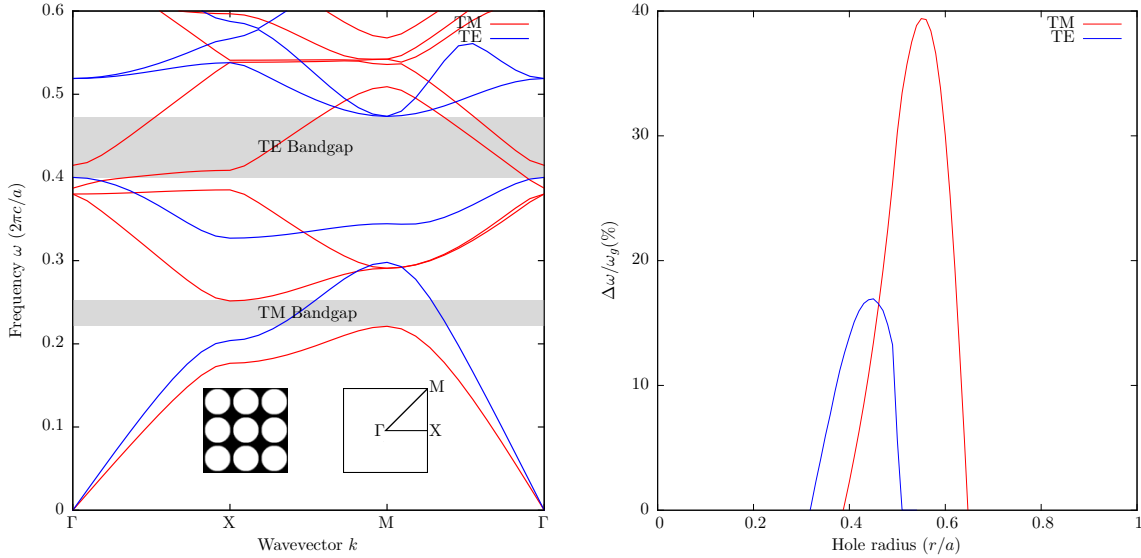 0.6
0.5
0.4
0.3
0.2
0.1
0
Γ
X
M
Γ
Frequency ω (2πc/a)
Wavevector k
TM
TE
TE Bandgap
TM Bandgap
M
Γ
X
40
30
20
10
0
0
0.2
0.4
0.6
0.8
1
Δω/ω_g(%)
Hole radius (r/a)
TM
TE